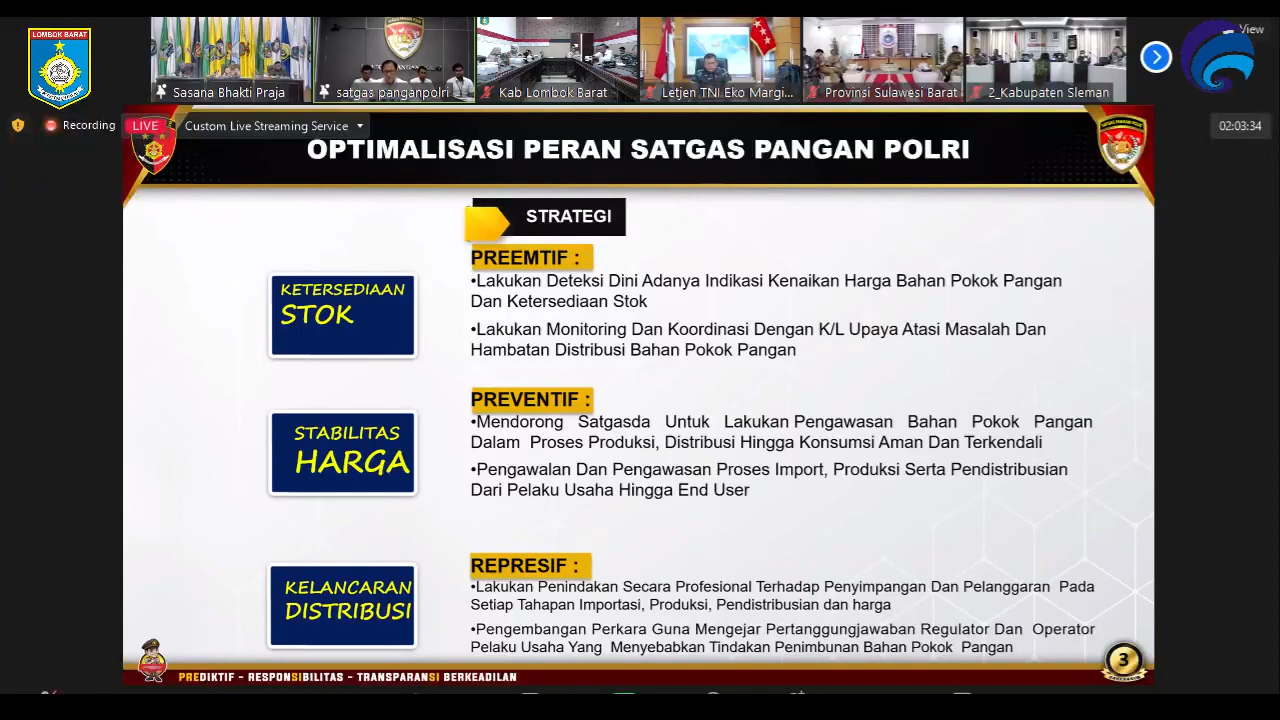 LOMBOK BARAT
Sasana Bhakti Praja
satgas panganpolri
Kab Lombok Barat
Letjen TNI Eko Margi...
Provinsi Sulawesi Barat
2_Kabupaten Sleman
View
Recording
LIVE
Custom Live Streaming Service
02:03:34
OPTIMALISASI PERAN SATGAS PANGAN POLRI
STRATEGI
KETERSEDIAAN
STOK
PREEMTIF :
•Lakukan Deteksi Dini Adanya Indikasi Kenaikan Harga Bahan Pokok Pangan
Dan Ketersediaan Stok
•Lakukan Monitoring Dan Koordinasi Dengan K/L Upaya Atasi Masalah Dan
Hambatan Distribusi Bahan Pokok Pangan
STABILITAS
HARGA
PREVENTIF :
•Mendorong Satgasda Untuk Lakukan Pengawasan Bahan Pokok Pangan
Dalam Proses Produksi, Distribusi Hingga Konsumsi Aman Dan Terkendali
•Pengawalan Dan Pengawasan Proses Import, Produksi Serta Pendistribusian
Dari Pelaku Usaha Hingga End User
KELANCARAN
DISTRIBUSI
REPRESIF :
•Lakukan Penindakan Secara Profesional Terhadap Penyimpangan Dan Pelanggaran Pada
Setiap Tahapan Importasi, Produksi, Pendistribusian dan harga
•Pengembangan Perkara Guna Mengejar Pertanggungjawaban Regulator Dan Operator
Pelaku Usaha Yang Menyebabkan Tindakan Penimbunan Bahan Pokok Pangan
PREDIKTIF - RESPONSIBILITAS - TRANSPARANSI BERKEADILAN
3